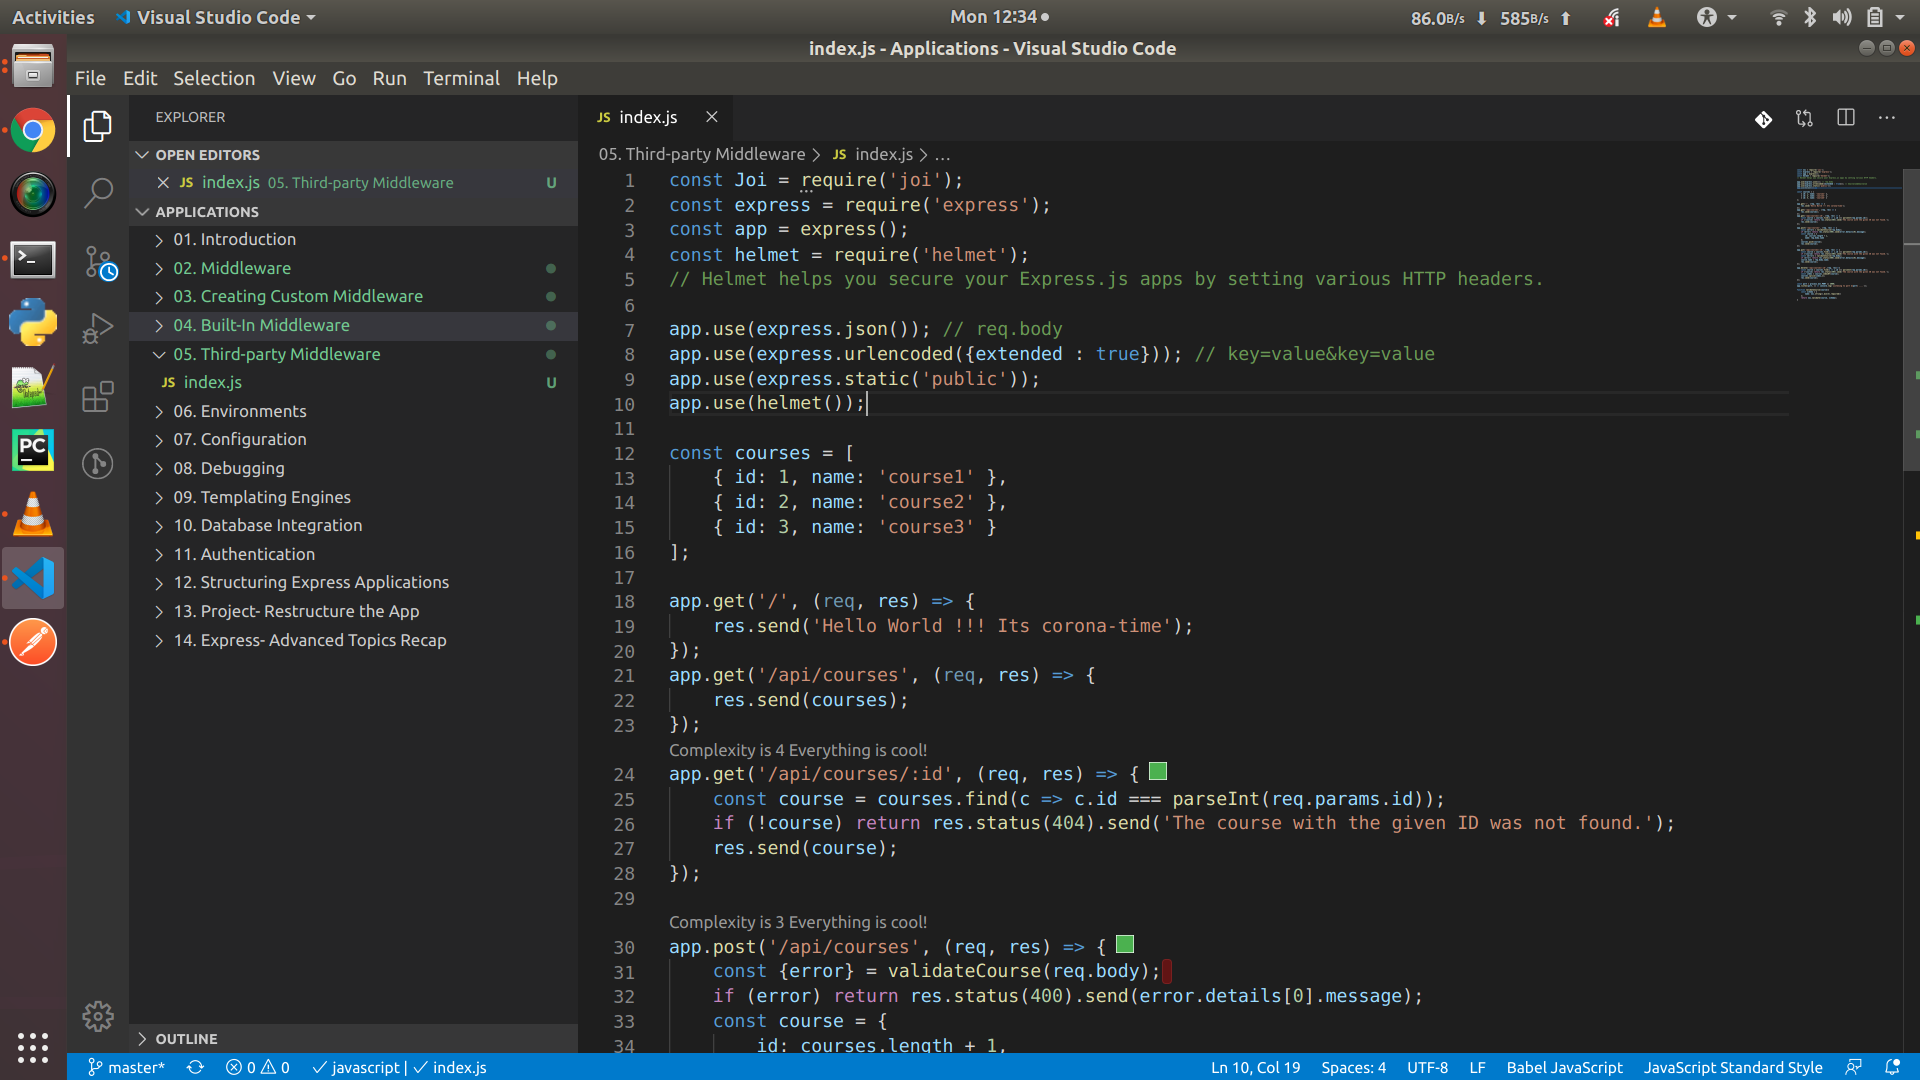 Activities Visual Studio Code Mon 12:34 86.0B/s 585B/s
index.js - Applications - Visual Studio Code
File Edit Selection View Go Run Terminal Help
EXPLORER
OPEN EDITORS
JS index.js 05. Third-party Middleware U
APPLICATIONS
01. Introduction
02. Middleware
03. Creating Custom Middleware
04. Built-In Middleware
05. Third-party Middleware
JS index.js U
06. Environments
07. Configuration
08. Debugging
09. Templating Engines
10. Database Integration
11. Authentication
12. Structuring Express Applications
13. Project- Restructure the App
14. Express- Advanced Topics Recap
OUTLINE
PC
JS index.js
05. Third-party Middleware > JS index.js > ...
1 const Joi = require('joi');
2 const express = require('express');
3 const app = express();
4 const helmet = require('helmet');
5 // Helmet helps you secure your Express.js apps by setting various HTTP headers.
6
7 app.use(express.json()); // req.body
8 app.use(express.urlencoded({extended : true})); // key=value&key=value
9 app.use(express.static('public'));
10 app.use(helmet());
11
12 const courses = [
13 { id: 1, name: 'course1' },
14 { id: 2, name: 'course2' },
15 { id: 3, name: 'course3' }
16 ];
17
18 app.get('/', (req, res) => {
19 res.send('Hello World !!! Its corona-time');
20 });
21 app.get('/api/courses', (req, res) => {
22 res.send(courses);
23 });
Complexity is 4 Everything is cool!
24 app.get('/api/courses/:id', (req, res) => {
25 const course = courses.find(c => c.id === parseInt(req.params.id));
26 if (!course) return res.status(404).send('The course with the given ID was not found.');
27 res.send(course);
28 });
29
Complexity is 3 Everything is cool!
30 app.post('/api/courses', (req, res) => {
31 const {error} = validateCourse(req.body);
32 if (error) return res.status(400).send(error.details[0].message);
33 const course = {
34 id: courses.length + 1,
master* 0 0 javascript | index.js Ln 10, Col 19 Spaces: 4 UTF-8 LF Babel JavaScript JavaScript Standard Style